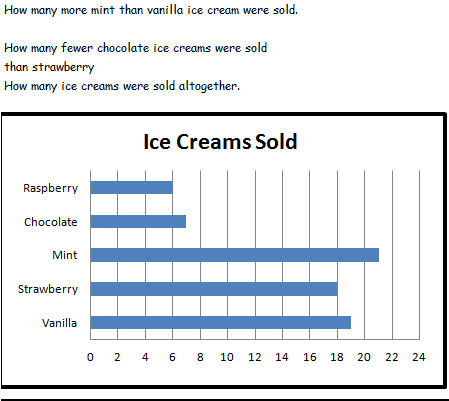 How many more mint than vanilla ice cream were sold.
How many fewer chocolate ice creams were sold
than strawberry
How many ice creams were sold altogether.
Ice Creams Sold
Raspberry
Chocolate
Mint
Strawberry
Vanilla
0 2 4 6 8 10 12 14 16 18 20 22 24